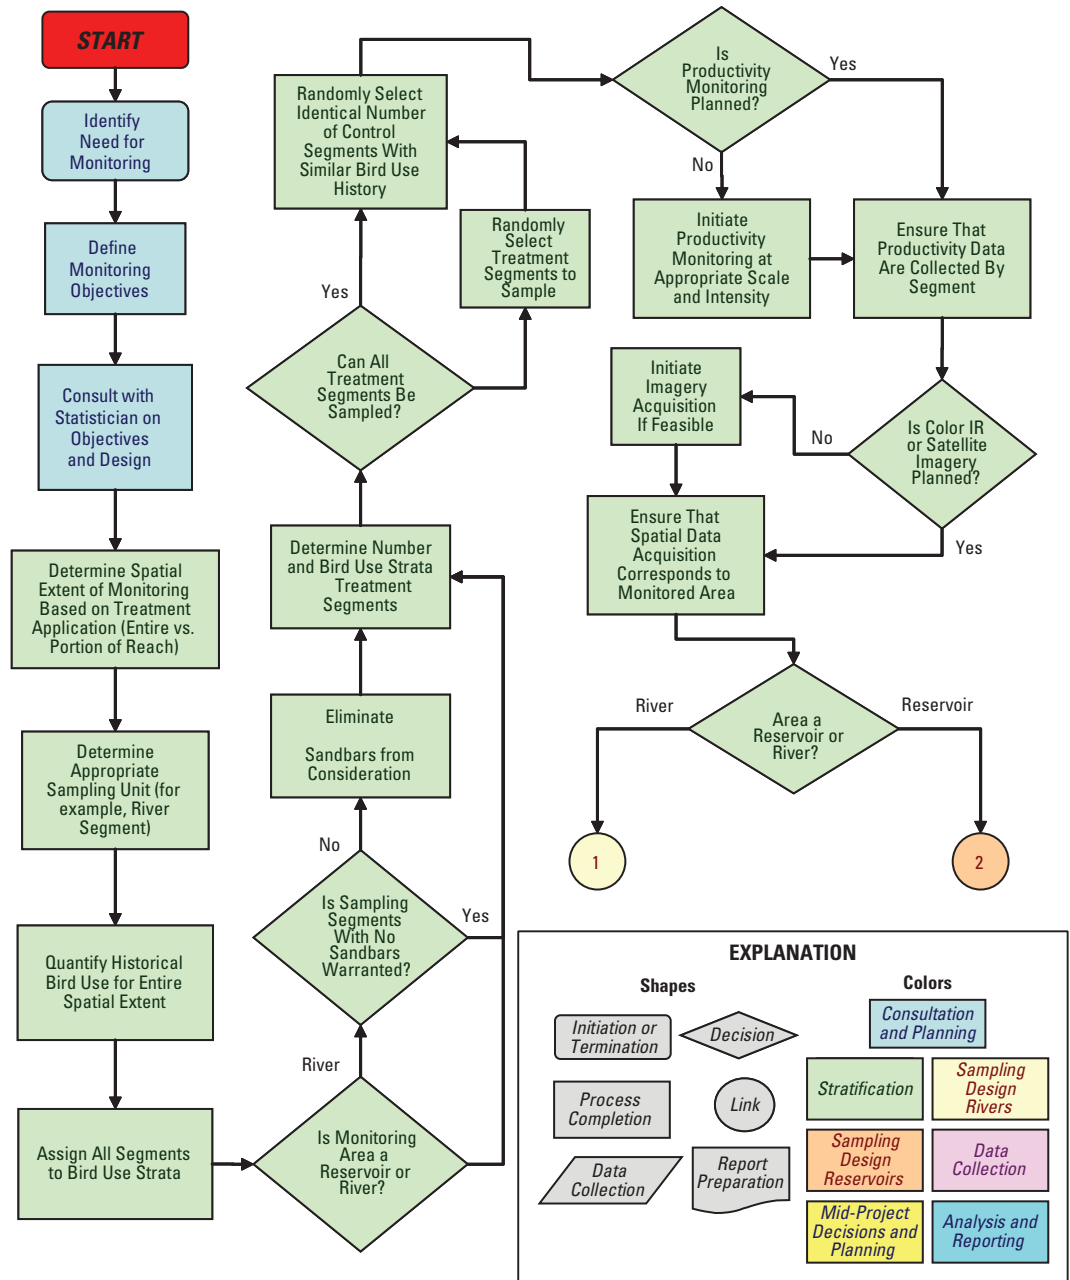 START
Identify
Need for
Monitoring
Define
Monitoring
Objectives
Consult with
Statistician on
Objectives
and Design
Determine Spatial
Extent of Monitoring
Based on Treatment
Application (Entire vs.
Portion of Reach)
Determine
Appropriate
Sampling Unit (for
example, River
Segment)
Quantify Historical
Bird Use for Entire
Spatial Extent
Assign All Segments
to Bird Use Strata
Is Monitoring
Area a
Reservoir or
River?
River
Is Sampling
Segments
With No
Sandbars
Warranted?
Yes
No
Eliminate
Sandbars from
Consideration
Determine Number
and Bird Use Strata
Treatment
Segments
Can All
Treatment
Segments Be
Sampled?
Yes
Randomly
Select
Treatment
Segments to
Sample
Randomly Select
Identical Number
of Control
Segments With
Similar Bird Use
History
Is
Productivity
Monitoring
Planned?
Yes
No
Initiate
Productivity
Monitoring at
Appropriate Scale
and Intensity
Ensure That
Productivity Data
Are Collected By
Segment
Is Color IR
or Satellite
Imagery
Planned?
No
Yes
Initiate
Imagery
Acquisition
If Feasible
Ensure That
Spatial Data
Acquisition
Corresponds to
Monitored Area
Area a
Reservoir or
River?
River
Reservoir
1
2
EXPLANATION
Shapes
Initiation or
Termination
Decision
Process
Completion
Link
Data
Collection
Report
Preparation
Colors
Consultation
and Planning
Stratification
Sampling
Design
Rivers
Sampling
Design
Reservoirs
Data
Collection
Mid-Project
Decisions and
Planning
Analysis and
Reporting